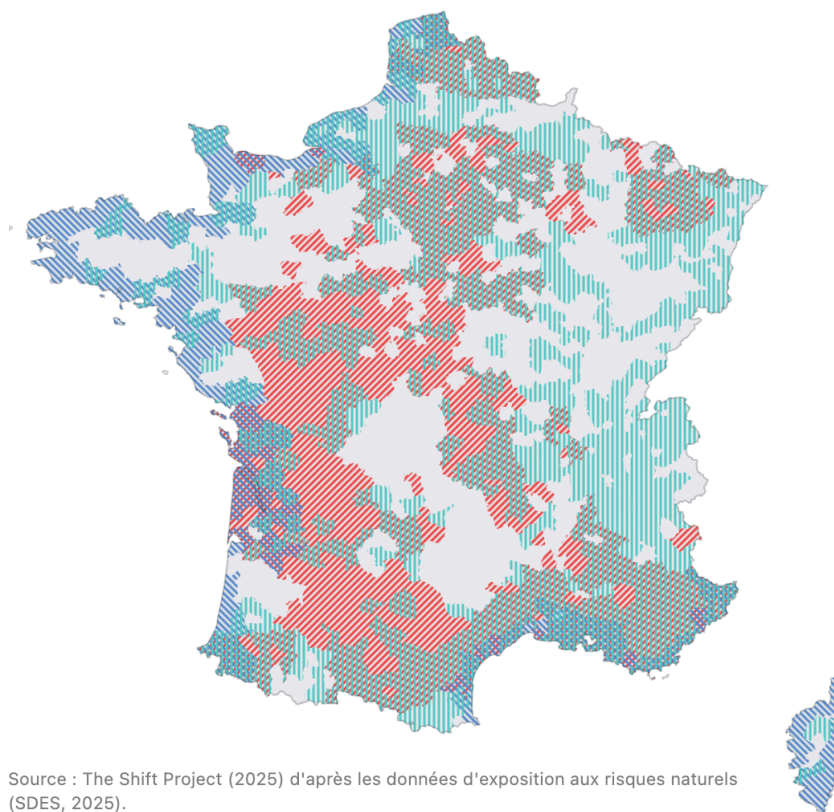 Source : The Shift Project (2025) d'après les données d'exposition aux risques naturels
(SDES, 2025).